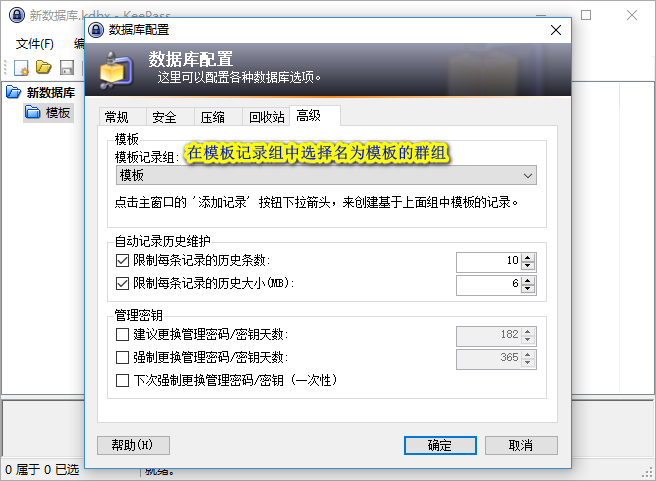 新数据库.kdbx - KeePass
数据库配置
文件(F)
数据库配置
这里可以配置各种数据库选项。
新数据库
模板
常规 安全 压缩 回收站 高级
模板
模板记录组:
在模板记录组中选择名为模板的群组
模板
点击主窗口的 '添加记录' 按钮下拉箭头，来创建基于上面组中模板的记录。
自动记录历史维护
限制每条记录的历史条数: 10
限制每条记录的历史大小(MB): 6
管理密钥
建议更换管理密码/密钥天数: 182
强制更换管理密码/密钥天数: 365
下次强制更换管理密码/密钥 (一次性)
帮助(H) 确定 取消
0 属于 0 已选 就绪。